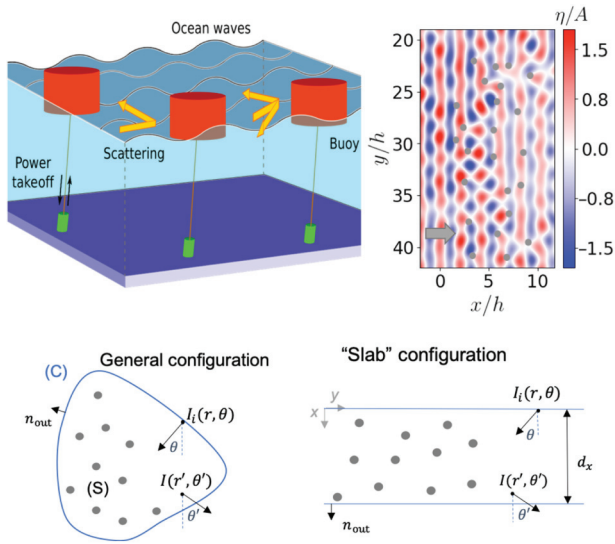 Ocean waves
Scattering
Buoy
Power
takeoff
η/A
1.5
0.8
0.0
−0.8
−1.5
20
25
30
35
40
y/h
0
5
10
x/h
General configuration
(C)
n_out
I_i(r, θ)
θ
(S)
I(r′, θ′)
θ′
“Slab” configuration
y
x
I_i(r, θ)
θ
d_x
I(r′, θ′)
θ′
n_out